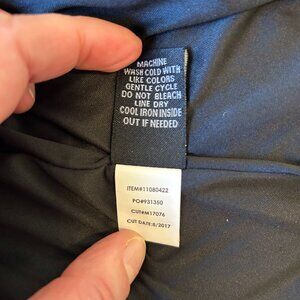 MACHINE
WASH COLD WITH
LIKE COLORS
GENTLE CYCLE
DO NOT BLEACH
LINE DRY
COOL IRON INSIDE
OUT IF NEEDED
ITEM#11080422
PO#931350
CUT#M17076
CUT DATE:8/2017